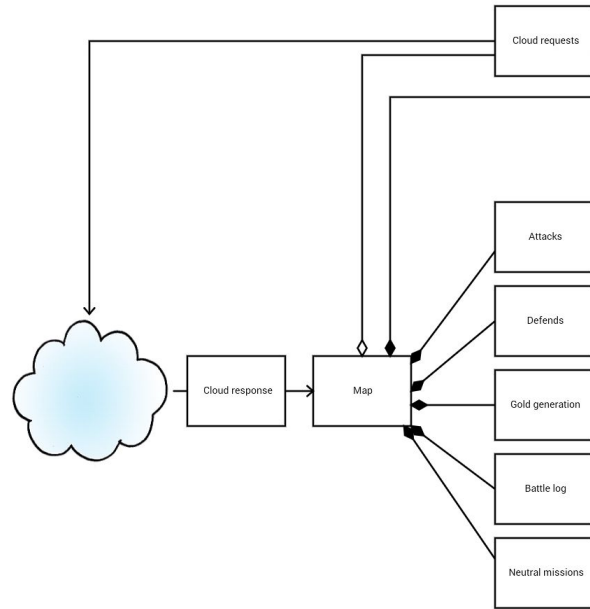 Cloud requests
Attacks
Defends
Cloud response
Map
Gold generation
Battle log
Neutral missions